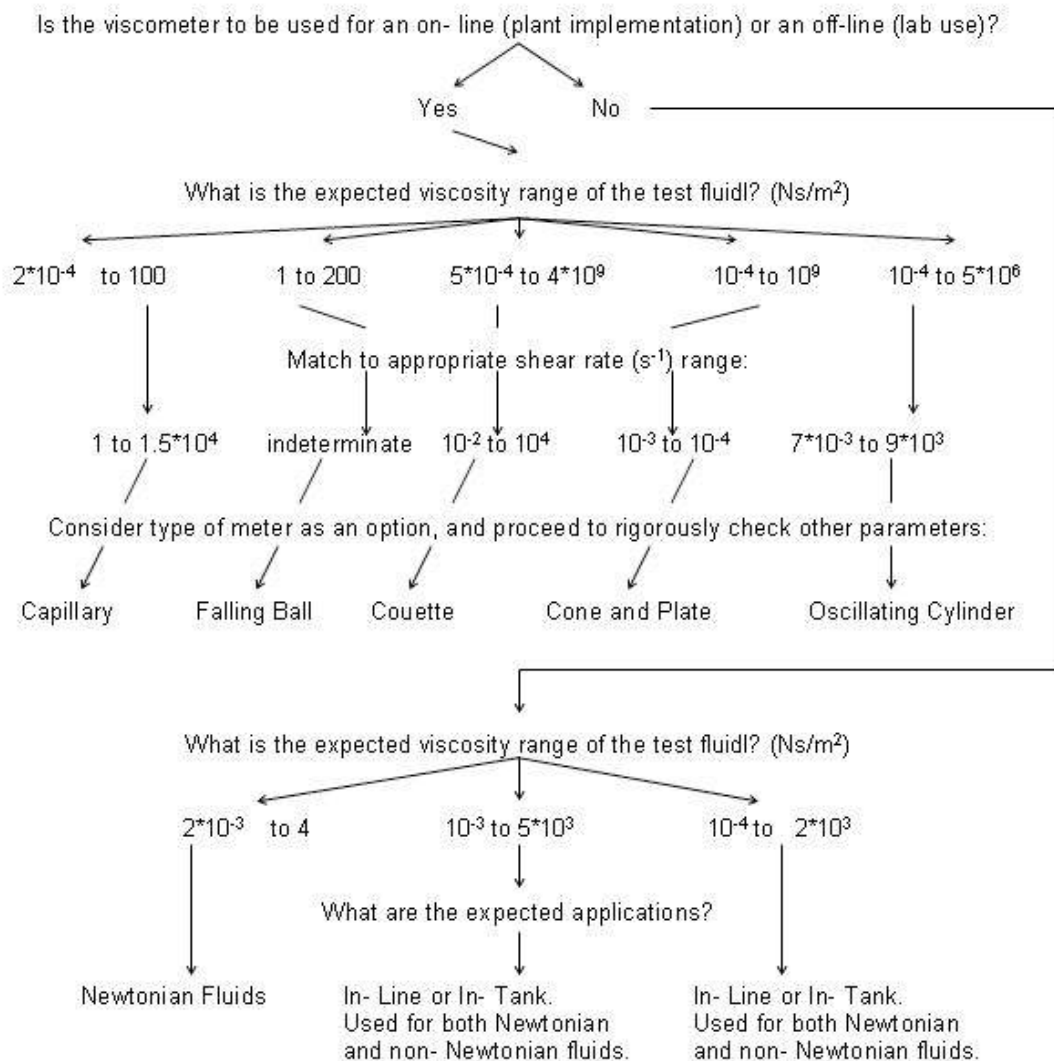 Is the viscometer to be used for an on- line (plant implementation) or an off-line (lab use)?
Yes No
What is the expected viscosity range of the test fluidl? (Ns/m²)
2*10⁻⁴ to 100 1 to 200 5*10⁻⁴ to 4*10⁹ 10⁻⁴ to 10⁹ 10⁻⁴ to 5*10⁶
Match to appropriate shear rate (s⁻¹) range:
1 to 1.5*10⁴ indeterminate 10⁻² to 10⁴ 10⁻³ to 10⁻⁴ 7*10⁻³ to 9*10³
Consider type of meter as an option, and proceed to rigorously check other parameters:
Capillary Falling Ball Couette Cone and Plate Oscillating Cylinder
What is the expected viscosity range of the test fluidl? (Ns/m²)
2*10⁻³ to 4 10⁻³ to 5*10³ 10⁻⁴ to 2*10³
What are the expected applications?
Newtonian Fluids In- Line or In- Tank. In- Line or In- Tank.
Used for both Newtonian Used for both Newtonian
and non- Newtonian fluids. and non- Newtonian fluids.